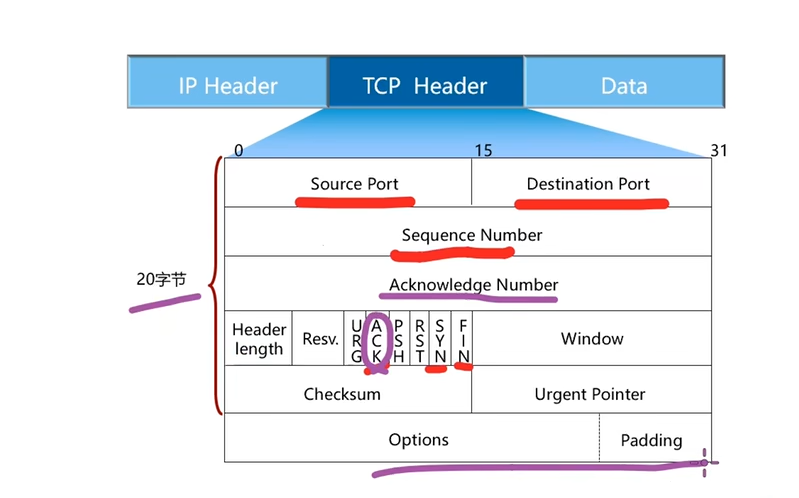 IP Header TCP Header Data
0 15 31
Source Port Destination Port
Sequence Number
20字节
Acknowledge Number
Header length Resv. URG ACK PSH RST SYN FIN Window
Checksum Urgent Pointer
Options Padding